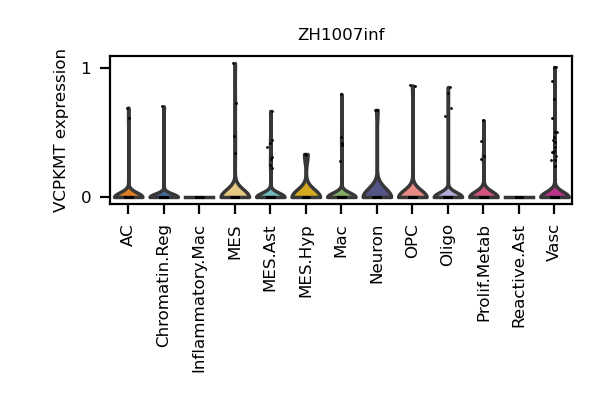 ZH1007inf
VCPKMT expression
1
0
AC
Chromatin.Reg
Inflammatory.Mac
MES
MES.Ast
MES.Hyp
Mac
Neuron
OPC
Oligo
Prolif.Metab
Reactive.Ast
Vasc